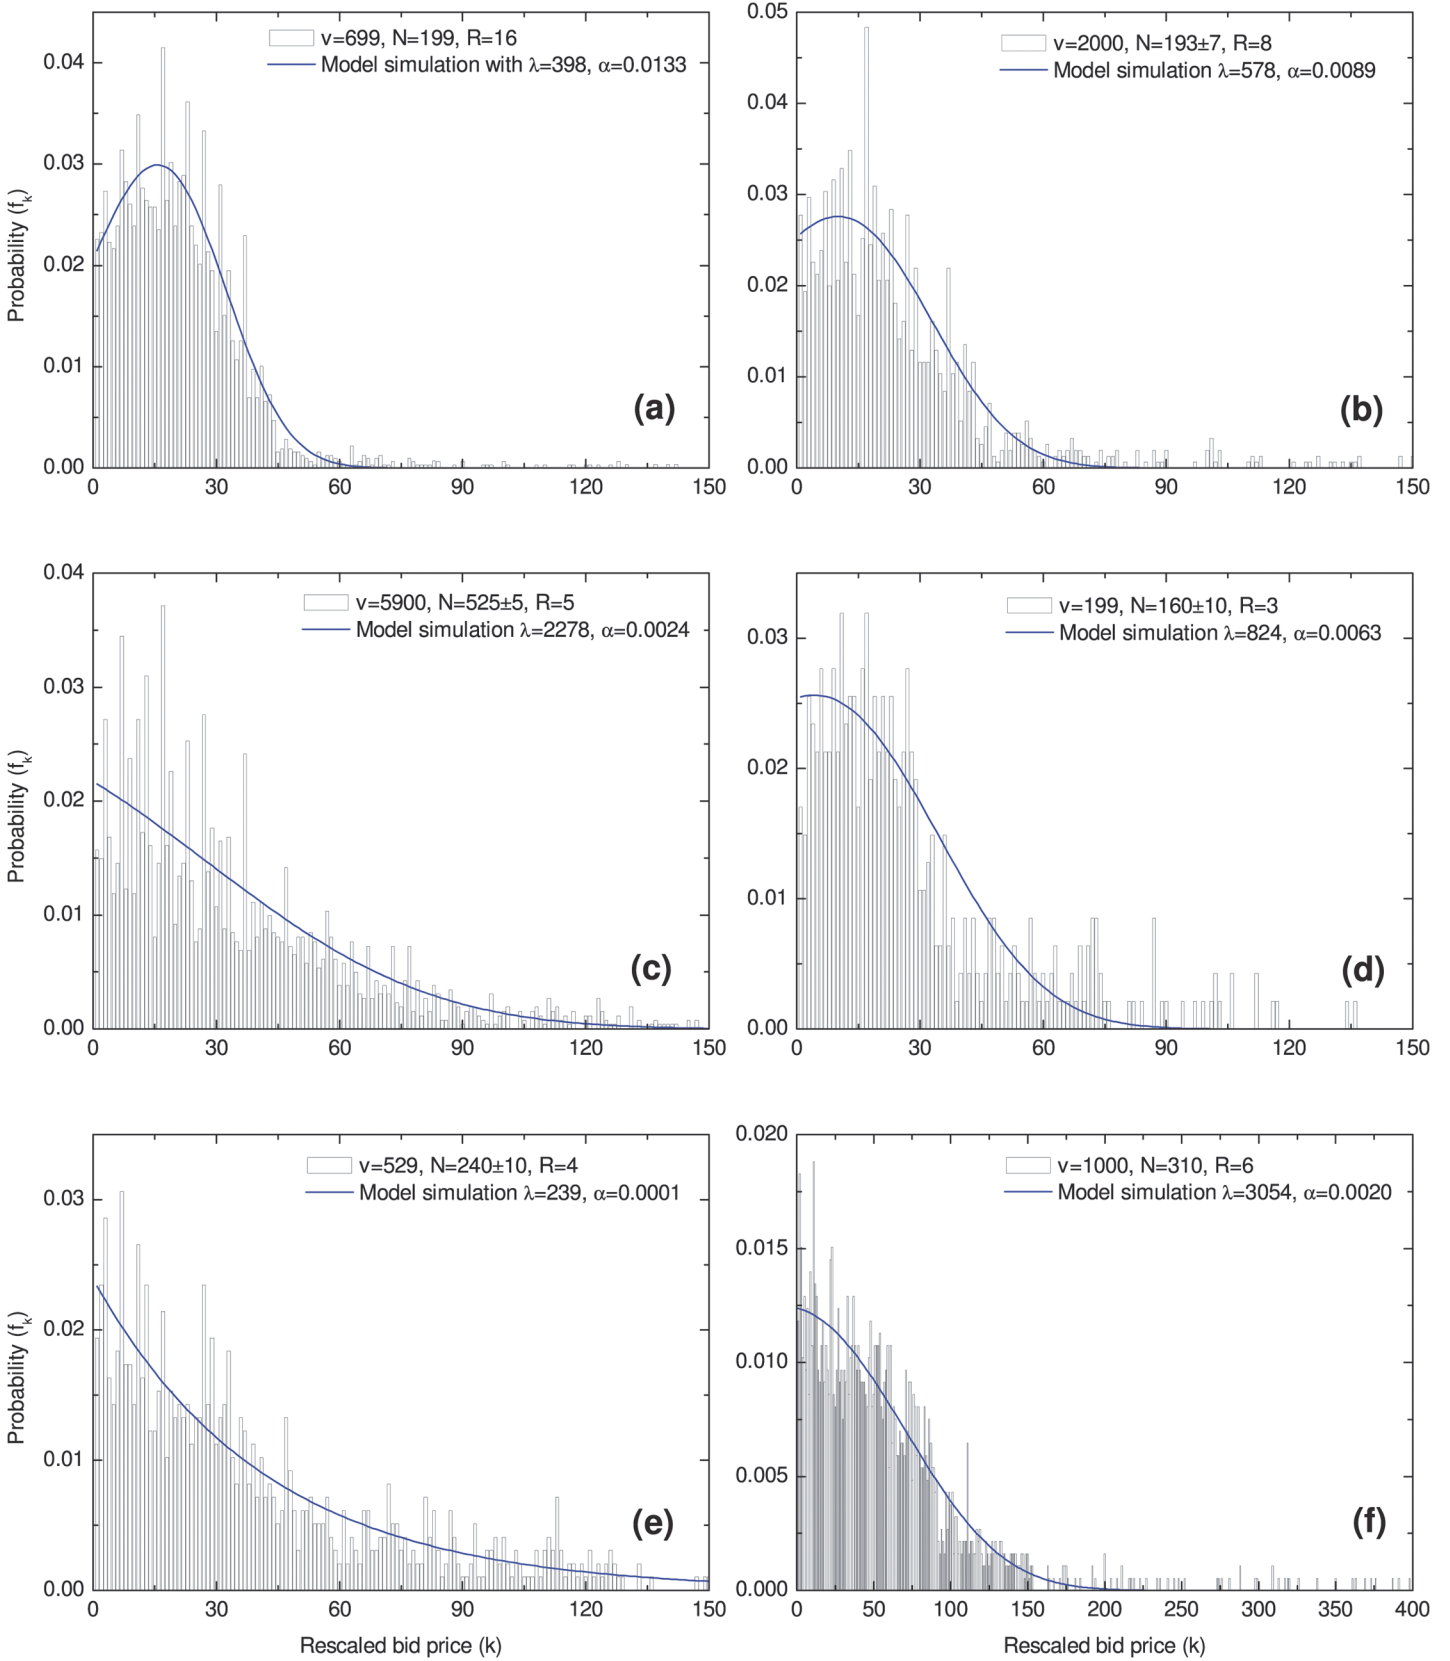 v=699, N=199, R=16
Model simulation with λ=398, α=0.0133
0.04
0.03
0.02
0.01
0.00
Probability (fk)
(a)
0 30 60 90 120 150
v=2000, N=193±7, R=8
Model simulation λ=578, α=0.0089
0.05
0.04
0.03
0.02
0.01
0.00
(b)
0 30 60 90 120 150
v=5900, N=525±5, R=5
Model simulation λ=2278, α=0.0024
0.04
0.03
0.02
0.01
0.00
Probability (fk)
(c)
0 30 60 90 120 150
v=199, N=160±10, R=3
Model simulation λ=824, α=0.0063
0.03
0.02
0.01
0.00
(d)
0 30 60 90 120 150
v=529, N=240±10, R=4
Model simulation λ=239, α=0.0001
0.03
0.02
0.01
0.00
Probability (fk)
(e)
0 30 60 90 120 150
Rescaled bid price (k)
v=1000, N=310, R=6
Model simulation λ=3054, α=0.0020
0.020
0.015
0.010
0.005
0.000
(f)
0 50 100 150 200 250 300 350 400
Rescaled bid price (k)